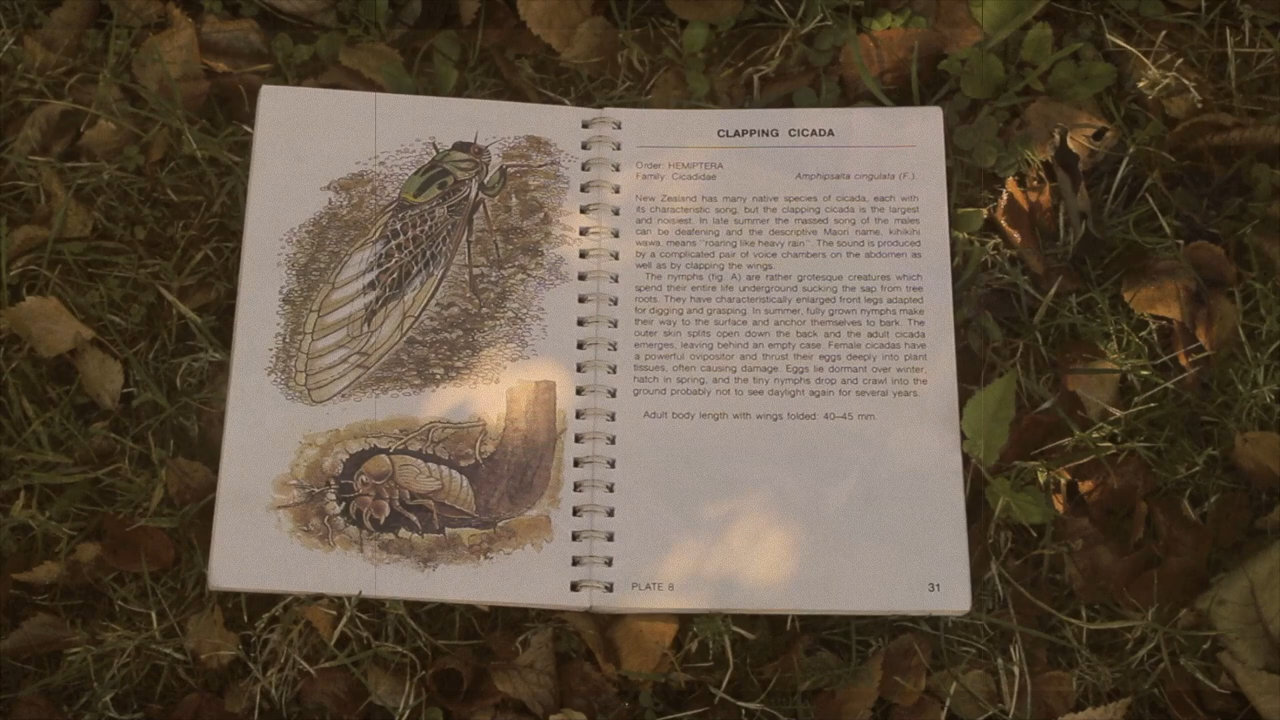 CLAPPING CICADA
Order: HEMIPTERA
Family: Cicadidae Amphipsalta cingulata (F.).
New Zealand has many native species of cicada, each with
its characteristic song, but the clapping cicada is the largest
and noisiest. In late summer the massed song of the males
can be deafening and the descriptive Maori name, kihikihi
wawa, means "roaring like heavy rain". The sound is produced
by a complicated pair of voice chambers on the abdomen as
well as by clapping the wings.
The nymphs (fig. A) are rather grotesque creatures which
spend their entire life underground sucking the sap from tree
roots. They have characteristically enlarged front legs adapted
for digging and grasping. In summer, fully grown nymphs make
their way to the surface and anchor themselves to bark. The
outer skin splits open down the back and the adult cicada
emerges, leaving behind an empty case. Female cicadas have
a powerful ovipositor and thrust their eggs deeply into plant
tissues, often causing damage. Eggs lie dormant over winter,
hatch in spring, and the tiny nymphs drop and crawl into the
ground probably not to see daylight again for several years.
Adult body length with wings folded: 40–45 mm.
PLATE 8 31